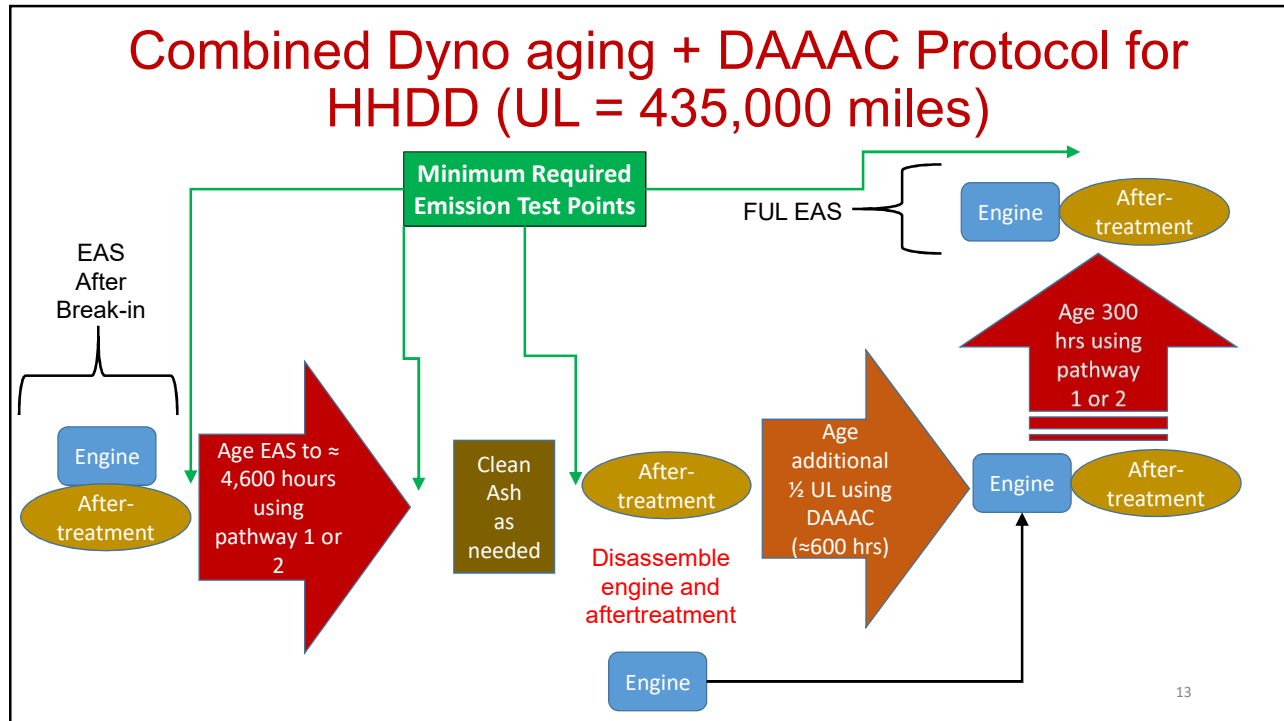 Combined Dyno aging + DAAAC Protocol for
HHDD (UL = 435,000 miles)
Minimum Required
Emission Test Points
FUL EAS
Engine
After-
treatment
EAS
After
Break-in
Engine
After-
treatment
Age EAS to ≈
4,600 hours
using
pathway 1 or
2
Clean
Ash
as
needed
After-
treatment
Disassemble
engine and
aftertreatment
Engine
Age
additional
½ UL using
DAAAC
(≈600 hrs)
Age 300
hrs using
pathway
1 or 2
Engine
After-
treatment
13